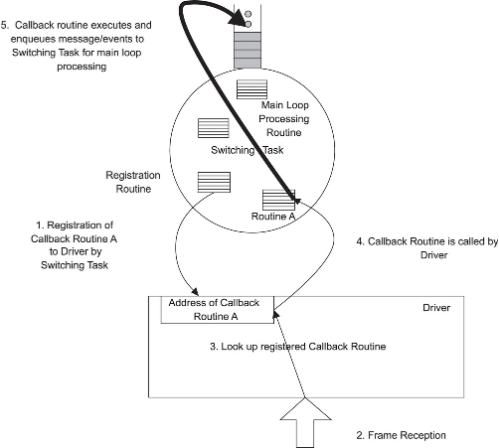 5. Callback routine executes and
enqueues message/events to
Switching Task for main loop
processing
Main Loop
Processing
Routine
Switching Task
Registration
Routine
Routine A
1. Registration of
Callback Routine A
to Driver by
Switching Task
4. Callback Routine is called by
Driver
Address of Callback
Routine A
Driver
3. Look up registered Callback Routine
2. Frame Reception